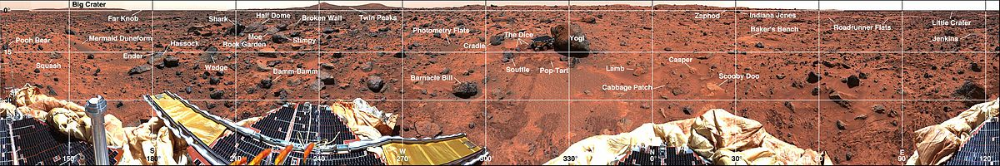 Big Crater
0°
Far Knob
Shark
Half Dome
Broken Wall
Twin Peaks
Zaphod
Indiana Jones
Little Crater
Pooh Bear
Mermaid Duneform
Hassock
Moe
Rock Garden
Stimpy
Photometry Flats
Cradle
The Dice
Yogi
Baker's Bench
Roadrunner Flats
Jenkins
15
Ender
Squash
Wedge
Bamm-Bamm
Barnacle Bill
Souffle
Pop-Tart
Lamb
Casper
Cabbage Patch
Scooby Doo
30
S
W
N
E
150°
180°
210°
240°
270°
300°
330°
0°
30°
60°
90°
120°